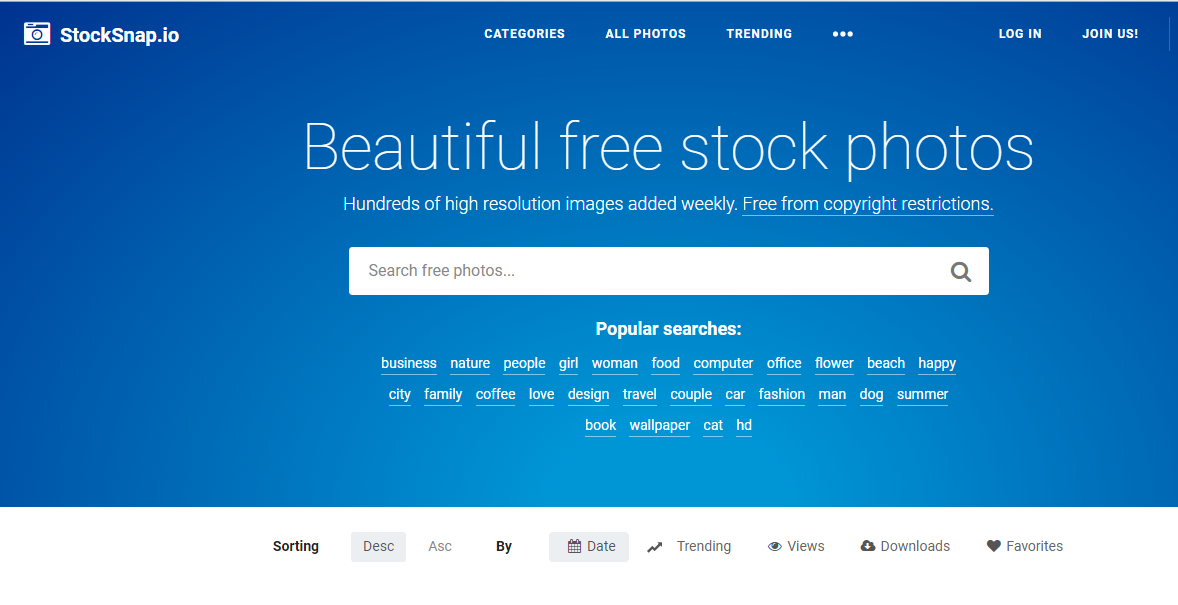 StockSnap.io CATEGORIES ALL PHOTOS TRENDING ••• LOG IN JOIN US!
Beautiful free stock photos
Hundreds of high resolution images added weekly. Free from copyright restrictions.
Search free photos...
Popular searches:
business nature people girl woman food computer office flower beach happy
city family coffee love design travel couple car fashion man dog summer
book wallpaper cat hd
Sorting Desc Asc By Date Trending Views Downloads Favorites